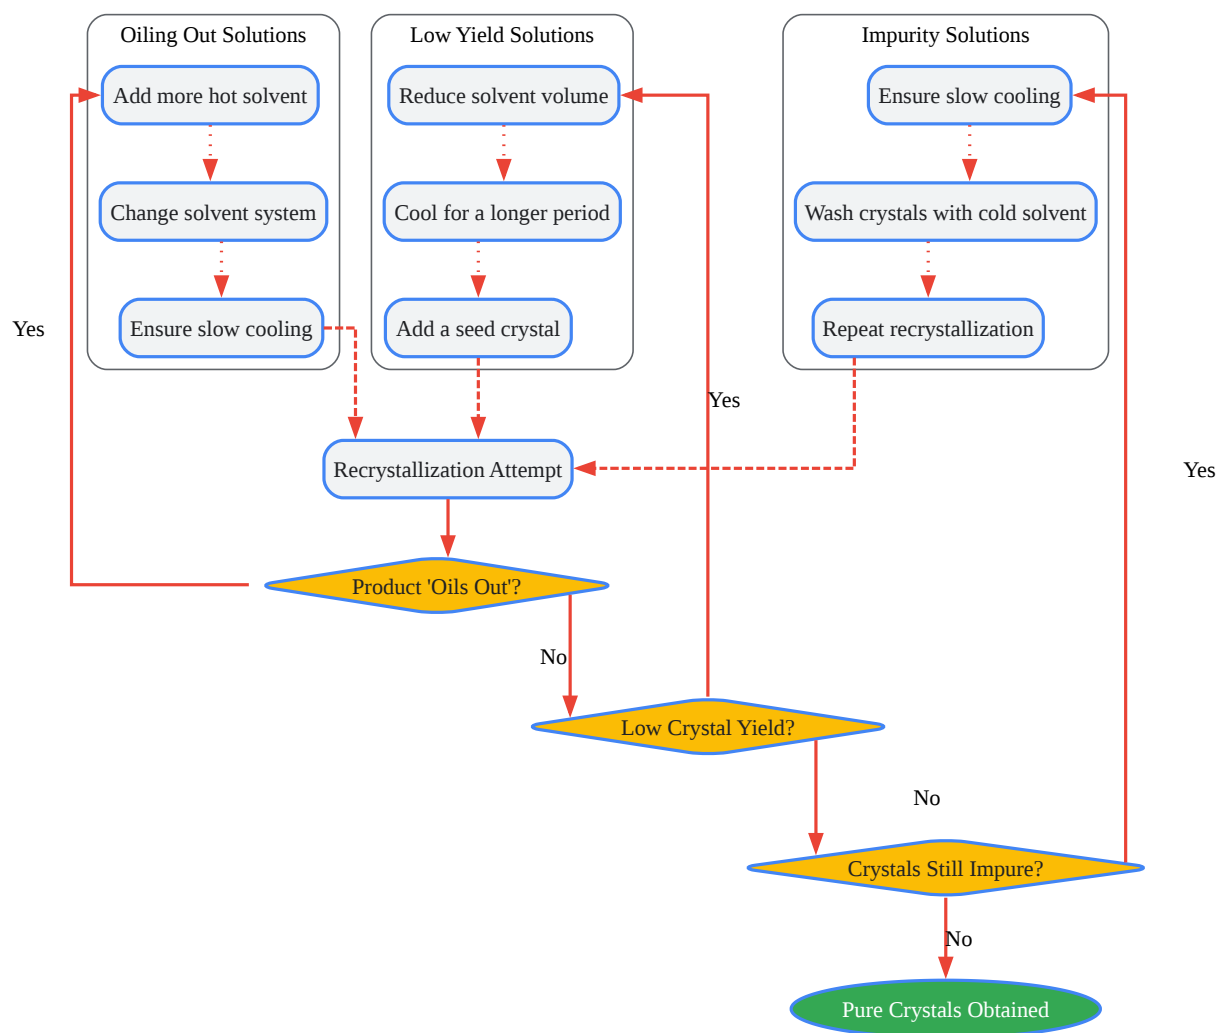 Oiling Out Solutions
Low Yield Solutions
Impurity Solutions
Add more hot solvent
Reduce solvent volume
Ensure slow cooling
Change solvent system
Cool for a longer period
Wash crystals with cold solvent
Ensure slow cooling
Add a seed crystal
Repeat recrystallization
Yes
Yes
Yes
Recrystallization Attempt
Product 'Oils Out'?
No
Low Crystal Yield?
No
Crystals Still Impure?
No
Pure Crystals Obtained